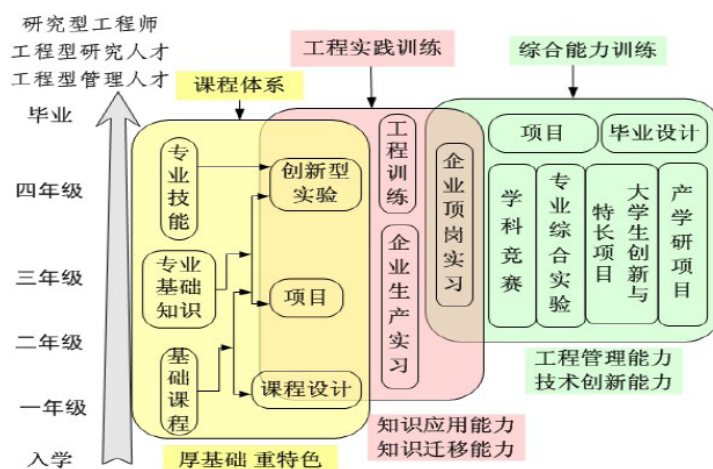 研究型工程师
工程型研究人才
工程型管理人才
毕业
四年级
三年级
二年级
一年级
入学
课程体系
工程实践训练
综合能力训练
专业技能
专业
基础
知识
基础课程
创新型
实验
项目
课程设计
工程训练
企业生产实习
企业顶岗实习
项目
毕业设计
学科竞赛
专业综合实验
大学生创新与
特长项目
产学研项目
厚基础 重特色
知识应用能力
知识迁移能力
工程管理能力
技术创新能力